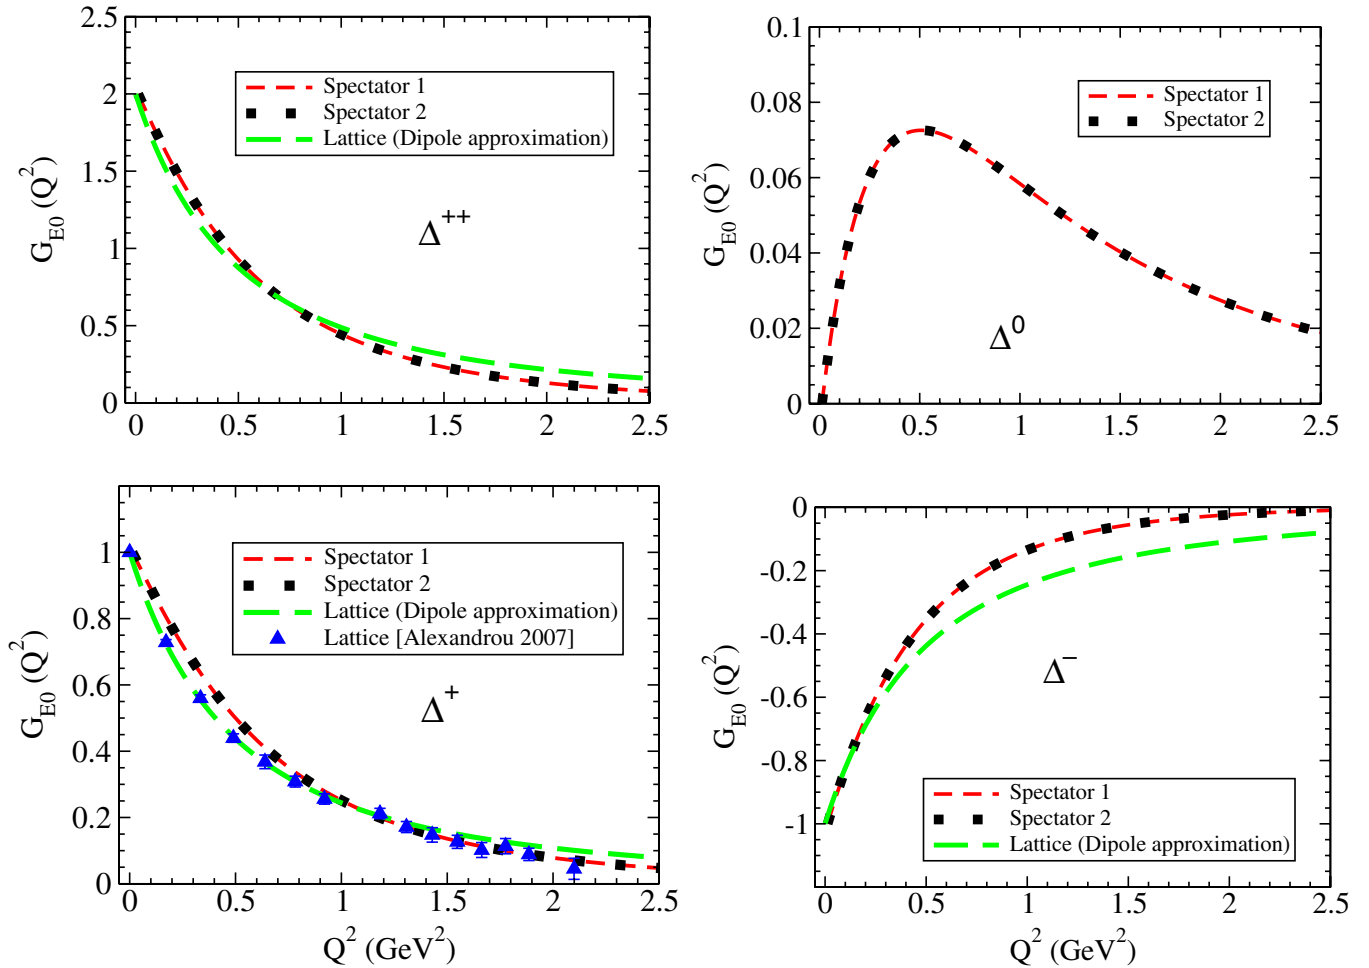 2.5
2
1.5
1
0.5
0
G_E0 (Q^2)
Spectator 1
Spectator 2
Lattice (Dipole approximation)
Δ^++
0 0.5 1 1.5 2 2.5
0.1
0.08
0.06
0.04
0.02
0
G_E0 (Q^2)
Spectator 1
Spectator 2
Δ^0
0 0.5 1 1.5 2 2.5
1
0.8
0.6
0.4
0.2
0
G_E0 (Q^2)
Spectator 1
Spectator 2
Lattice (Dipole approximation)
Lattice [Alexandrou 2007]
Δ^+
0 0.5 1 1.5 2 2.5
Q^2 (GeV^2)
0
-0.2
-0.4
-0.6
-0.8
-1
G_E0 (Q^2)
Δ^−
Spectator 1
Spectator 2
Lattice (Dipole approximation)
0 0.5 1 1.5 2 2.5
Q^2 (GeV^2)